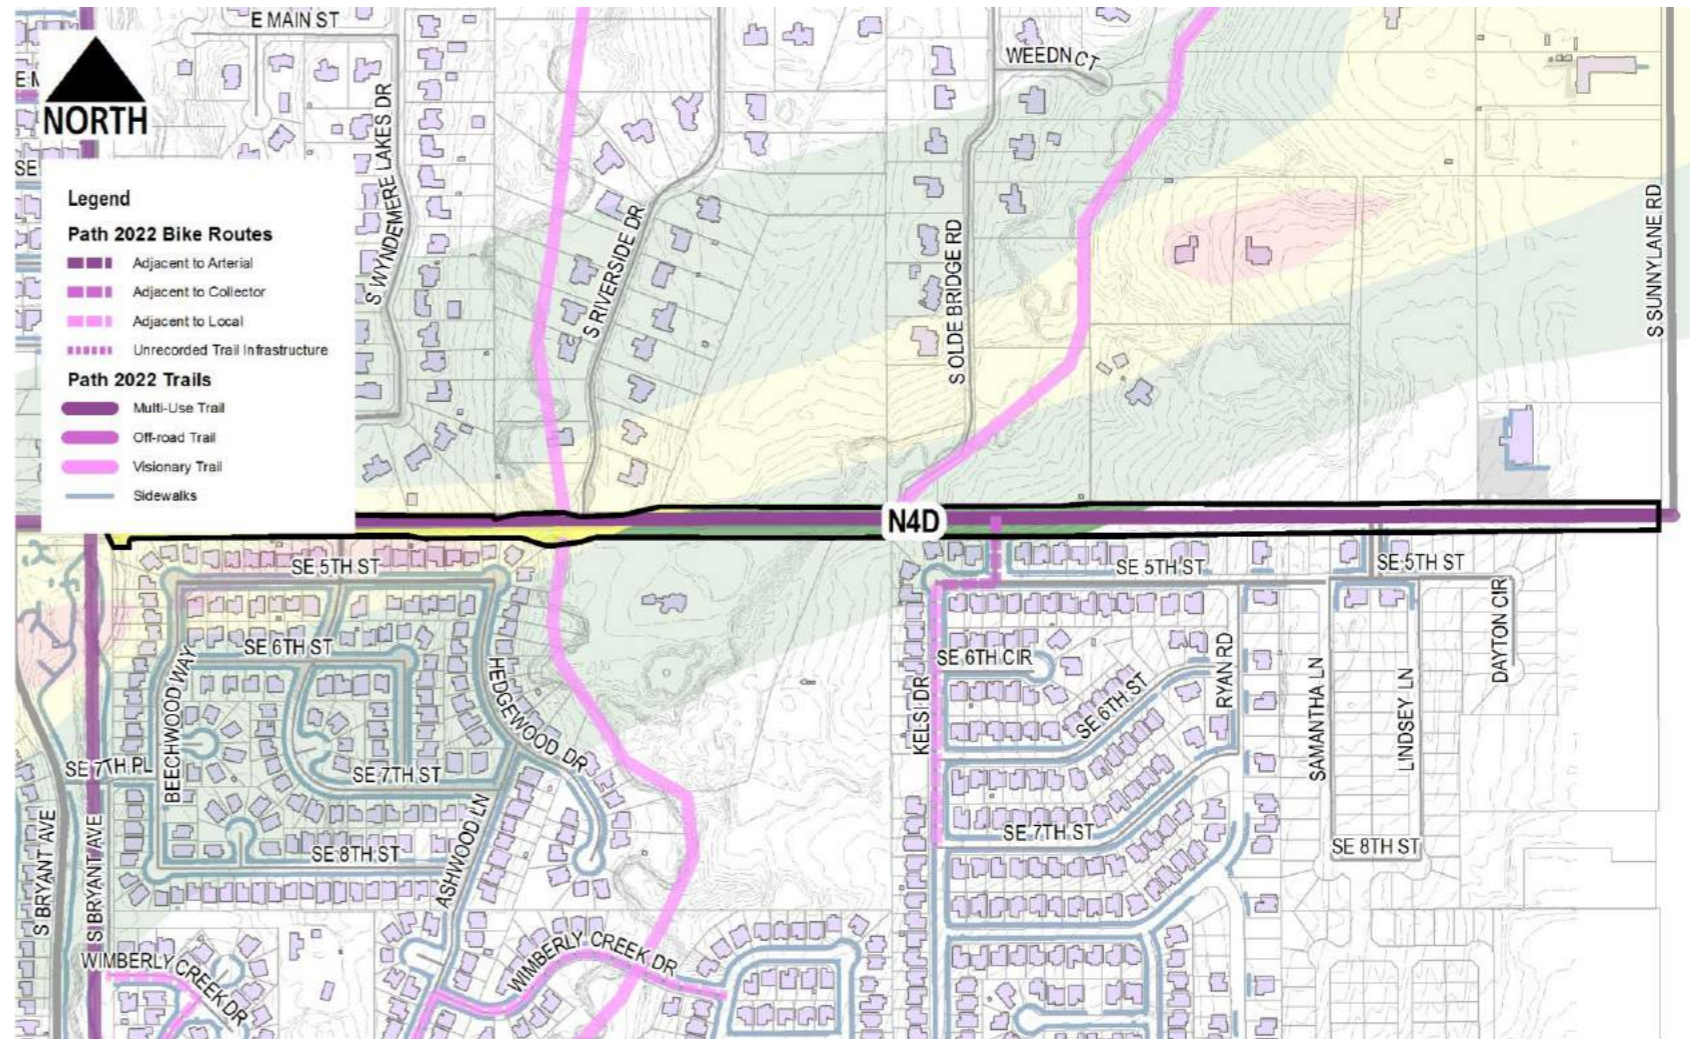 E MAIN ST
WEEDN CT
E M
NORTH
SE
S WYNDEMERE LAKES DR
S RIVERSIDE DR
S OLDE BRIDGE RD
S SUNNYLANE RD
Legend
Path 2022 Bike Routes
Adjacent to Arterial
Adjacent to Collector
Adjacent to Local
Unrecorded Trail Infrastructure
Path 2022 Trails
Multi-Use Trail
Off-road Trail
Visionary Trail
Sidewalks
N4D
SE 5TH ST
SE 5TH ST
SE 5TH ST
SE 6TH ST
SE 6TH CIR
SE 6TH ST
BEECHWOOD WAY
HEDGEWOOD DR
KELSI DR
RYAN RD
SAMANTHA LN
LINDSEY LN
DAYTON CIR
SE 7TH PL
SE 7TH ST
SE 7TH ST
ASHWOOD LN
SE 8TH ST
SE 8TH ST
S BRYANT AVE
S BRYANT AVE
WIMBERLY CREEK DR
WIMBERLY CREEK DR